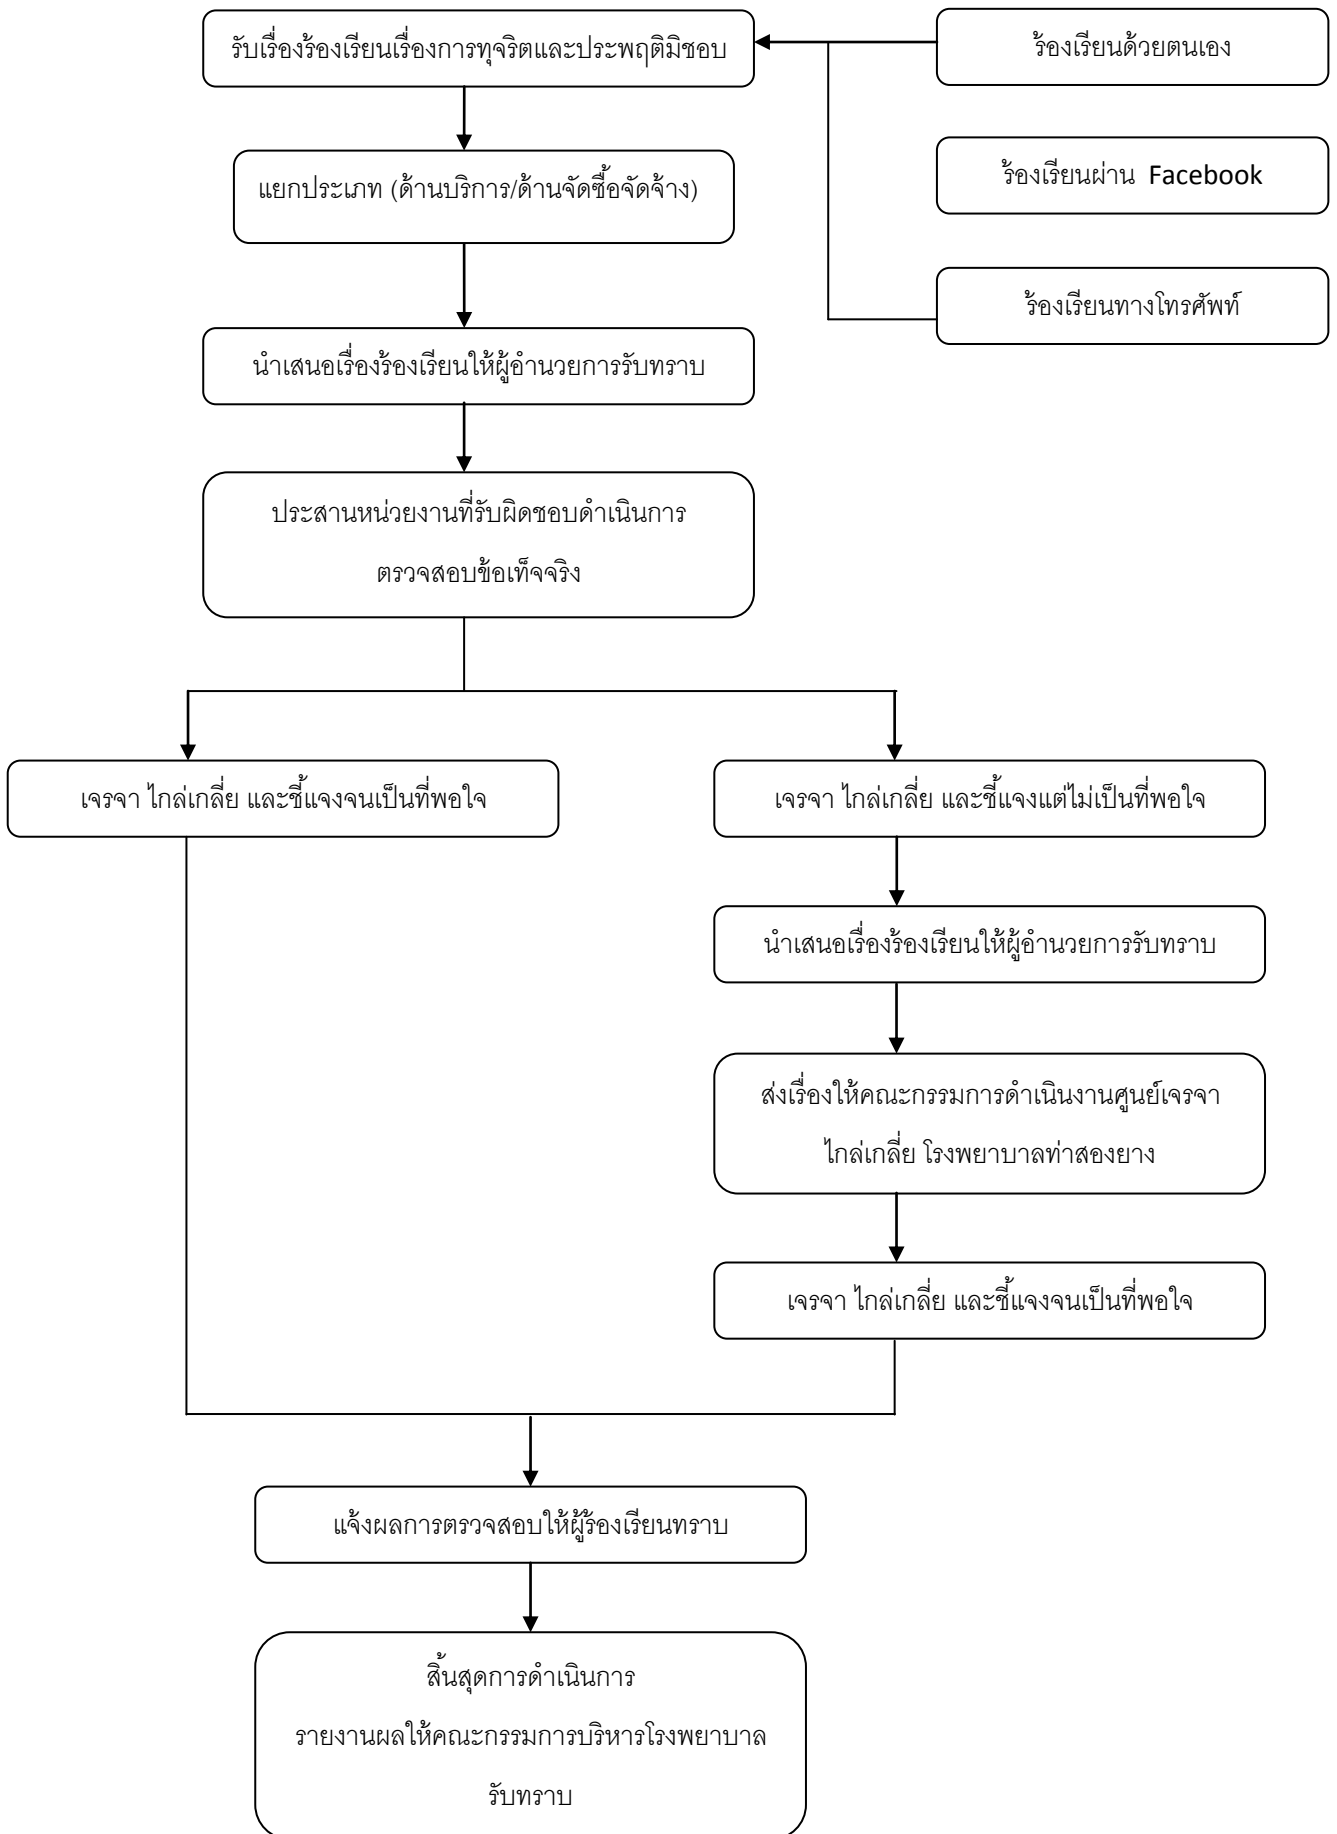 รับเรื่องร้องเรียนเรื่องการทุจริตและประพฤติมิชอบ
ร้องเรียนด้วยตนเอง
ร้องเรียนผ่าน Facebook
ร้องเรียนทางโทรศัพท์
แยกประเภท (ด้านบริการ/ด้านจัดซื้อจัดจ้าง)
นำเสนอเรื่องร้องเรียนให้ผู้อำนวยการรับทราบ
ประสานหน่วยงานที่รับผิดชอบดำเนินการ
ตรวจสอบข้อเท็จจริง
เจรจา ไกล่เกลี่ย และชี้แจงจนเป็นที่พอใจ
เจรจา ไกล่เกลี่ย และชี้แจงแต่ไม่เป็นที่พอใจ
นำเสนอเรื่องร้องเรียนให้ผู้อำนวยการรับทราบ
ส่งเรื่องให้คณะกรรมการดำเนินงานศูนย์เจรจา
ไกล่เกลี่ย โรงพยาบาลท่าสองยาง
เจรจา ไกล่เกลี่ย และชี้แจงจนเป็นที่พอใจ
แจ้งผลการตรวจสอบให้ผู้ร้องเรียนทราบ
สิ้นสุดการดำเนินการ
รายงานผลให้คณะกรรมการบริหารโรงพยาบาล
รับทราบ